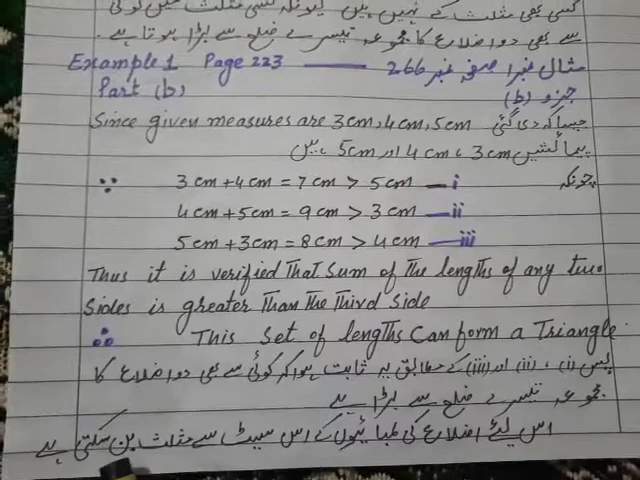 کسی بھی مثلث کے نہیں ہیں کیونکہ کسی مثلث میں کوئی
سے بھی دو اضلاع کا مجموعہ تیسرے ضلع سے بڑا ہوتا ہے۔
Example 1 Page 223 —— مثال نمبر 1 صفحہ نمبر 266
Part (b) جزو (b)
Since given measures are 3cm, 4cm, 5cm جیسا کہ دی گئی
پیمائشیں 3cm، 4cm اور 5cm ہیں
∵ 3cm + 4cm = 7cm > 5cm — i چونکہ
4cm + 5cm = 9cm > 3cm — ii
5cm + 3cm = 8cm > 4cm — iii
Thus it is verified That Sum of The lengths of any two
Sides is greater Than The Third Side
∴ This Set of lengths Can form a Triangle
پس (i)، (ii) اور (iii) کے مطابق یہ ثابت ہوا کہ کوئی سے بھی دو اضلاع کا
مجموعہ تیسرے ضلع سے بڑا ہے
اس لیئے اضلاع کی لمبائیوں کے اس سیٹ سے مثلث بن سکتی ہے